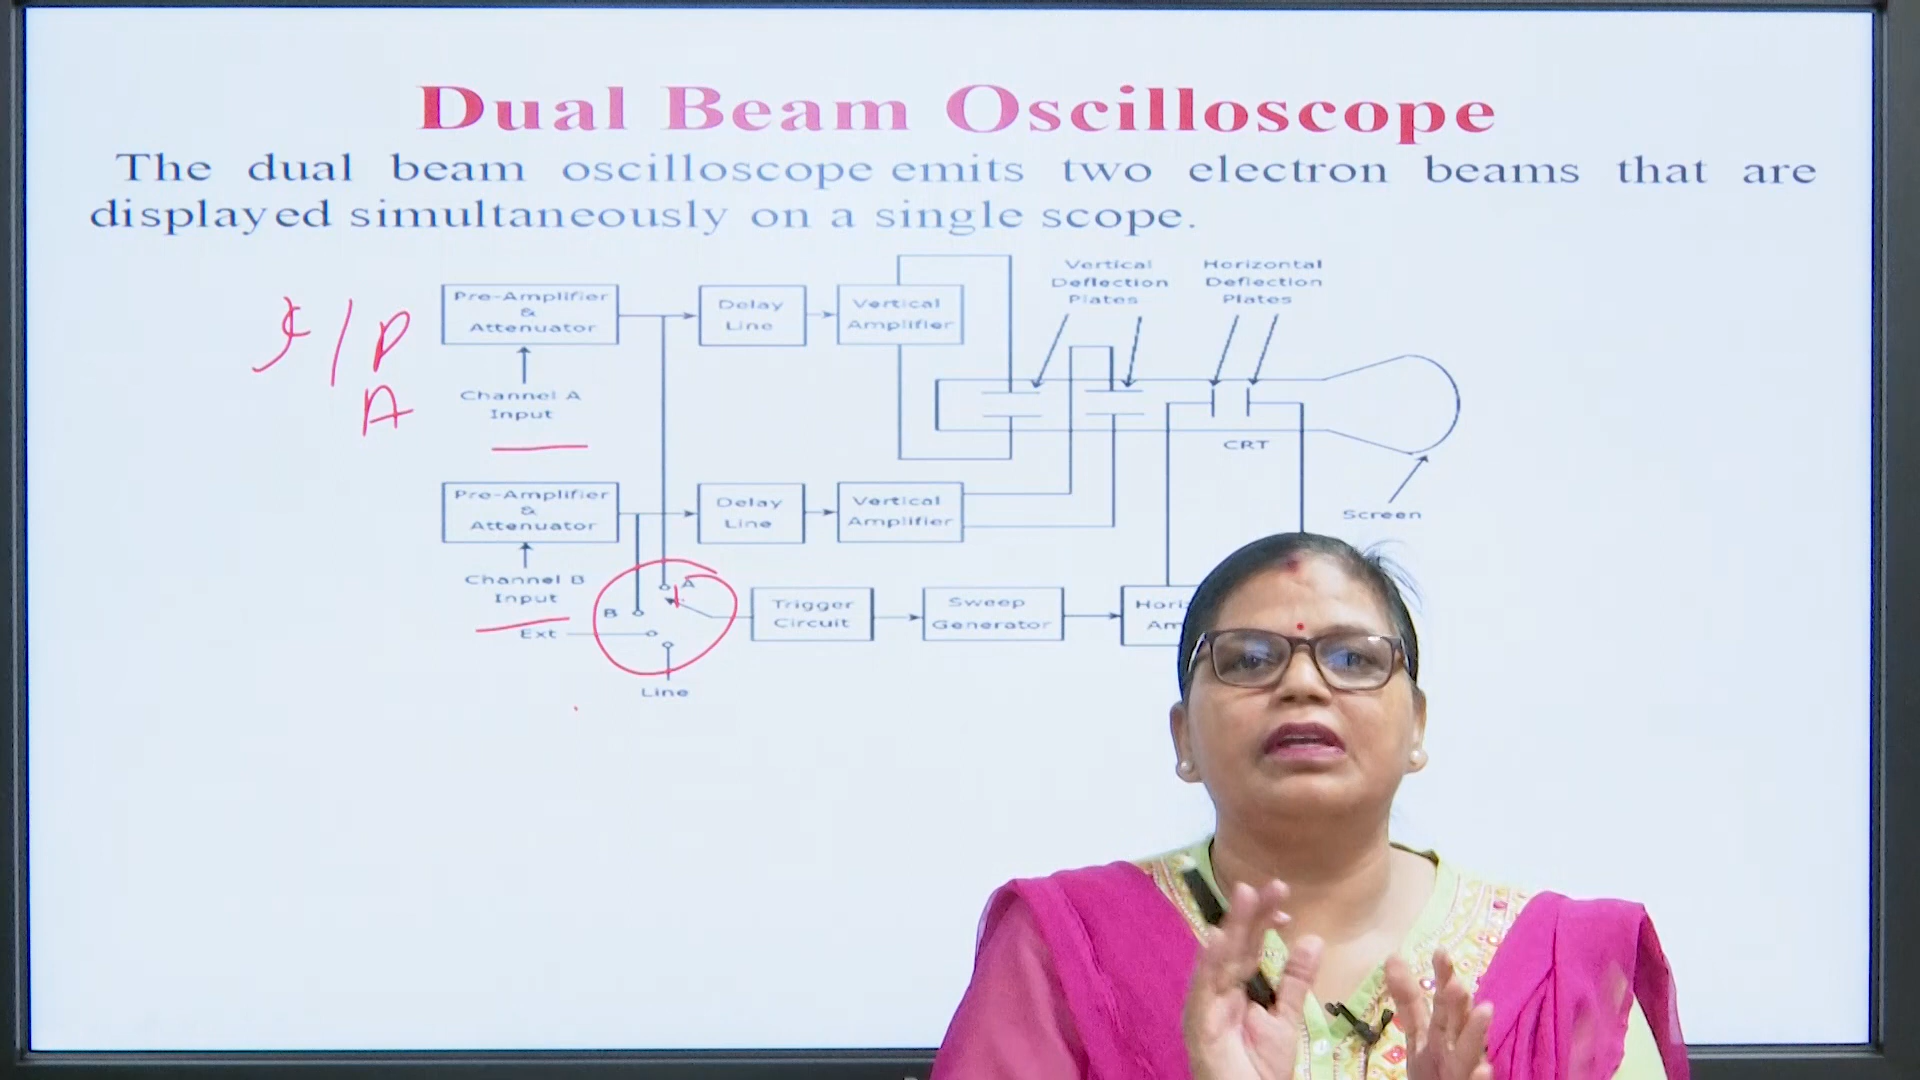 Dual Beam Oscilloscope
The dual beam oscilloscope emits two electron beams that are
displayed simultaneously on a single scope.
Pre-Amplifier
&
Attenuator
Delay
Line
Vertical
Amplifier
Vertical
Deflection
Plates
Horizontal
Deflection
Plates
Channel A
Input
P
A
CRT
Screen
Pre-Amplifier
&
Attenuator
Delay
Line
Vertical
Amplifier
Channel B
Input
A
B
Ext
Line
Trigger
Circuit
Sweep
Generator
Hori
Am